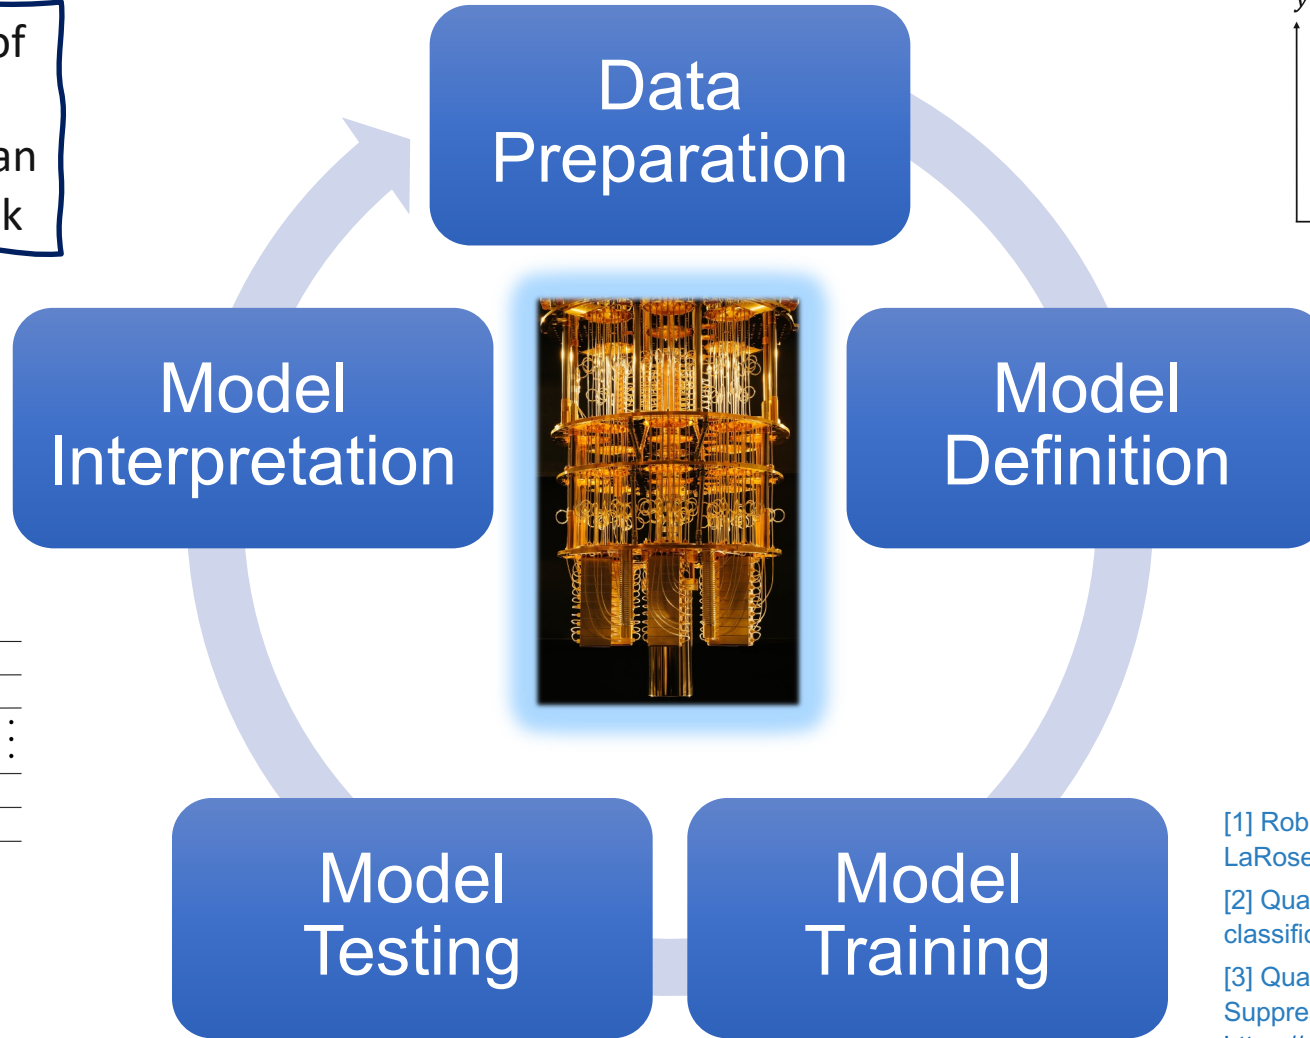 of
an
k
y
Data
Preparation
Model
Interpretation
Model
Definition
Model
Testing
Model
Training
[1] Rob
LaRose
[2] Qua
classific
[3] Qua
Suppre